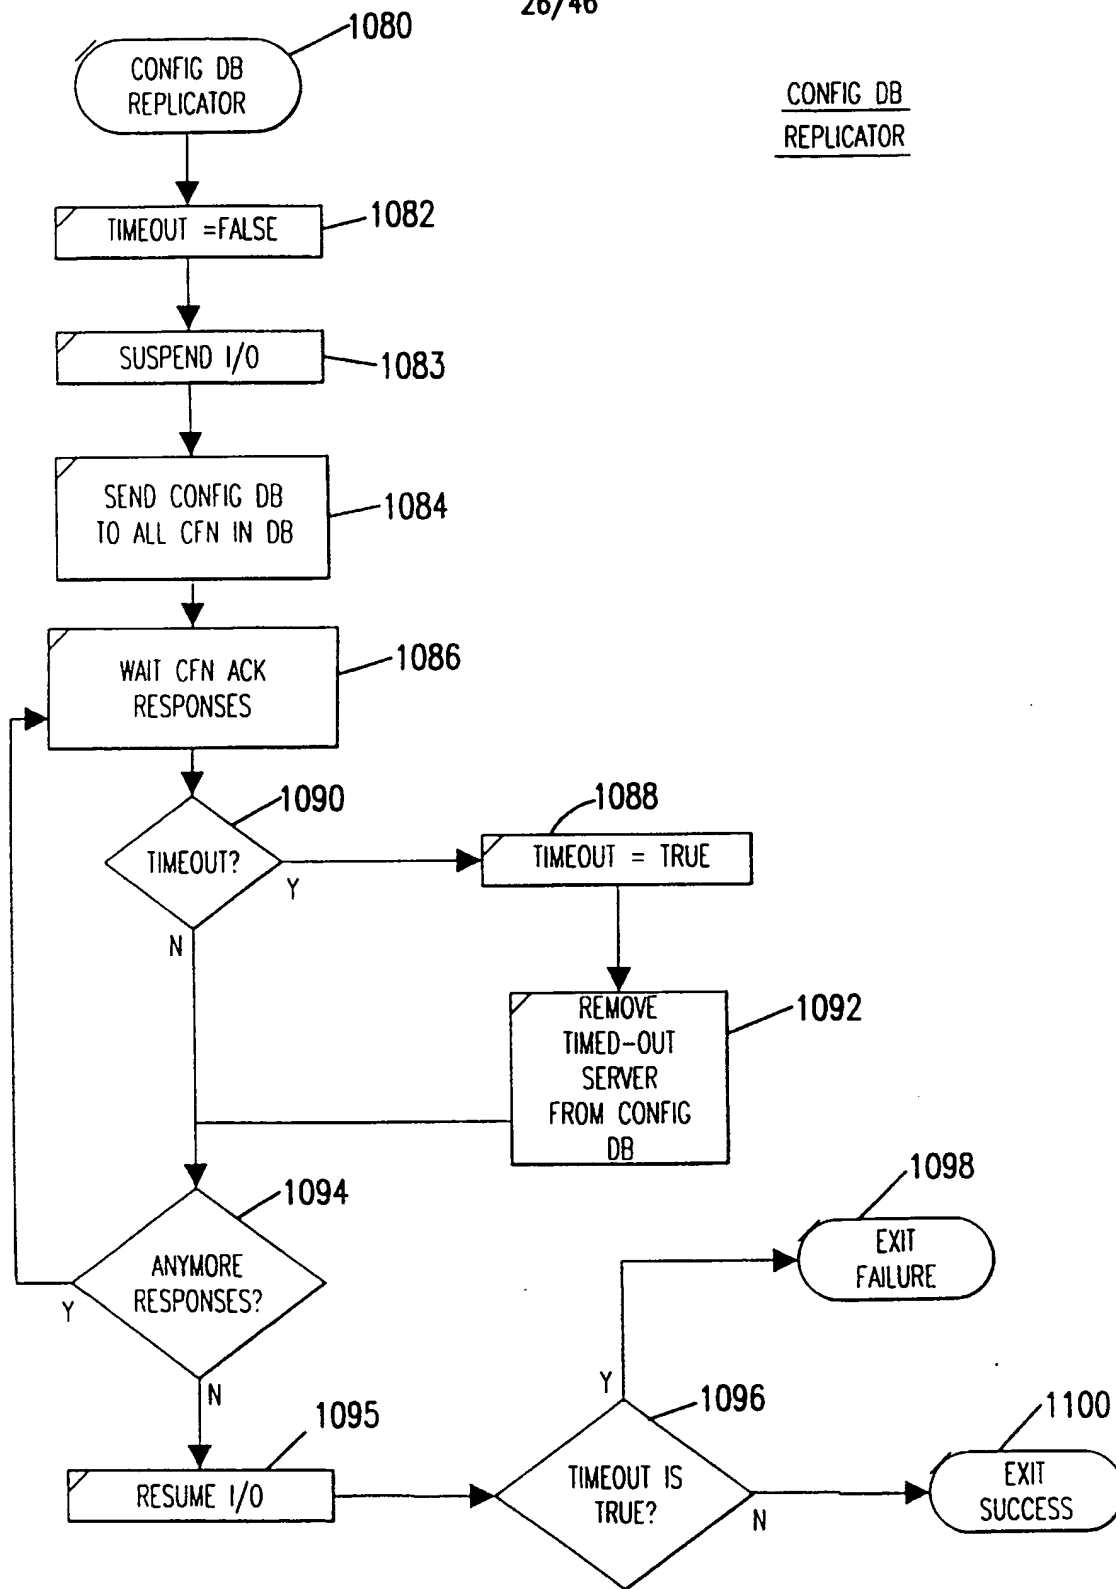 26/46
1080
CONFIG DB
REPLICATOR
CONFIG DB
REPLICATOR
TIMEOUT =FALSE
1082
SUSPEND I/O
1083
SEND CONFIG DB
TO ALL CFN IN DB
1084
WAIT CFN ACK
RESPONSES
1086
1090
TIMEOUT?
Y
N
1088
TIMEOUT = TRUE
REMOVE
TIMED-OUT
SERVER
FROM CONFIG
DB
1092
1094
ANYMORE
RESPONSES?
Y
N
1098
EXIT
FAILURE
1095
RESUME I/O
Y
1096
TIMEOUT IS
TRUE?
N
1100
EXIT
SUCCESS